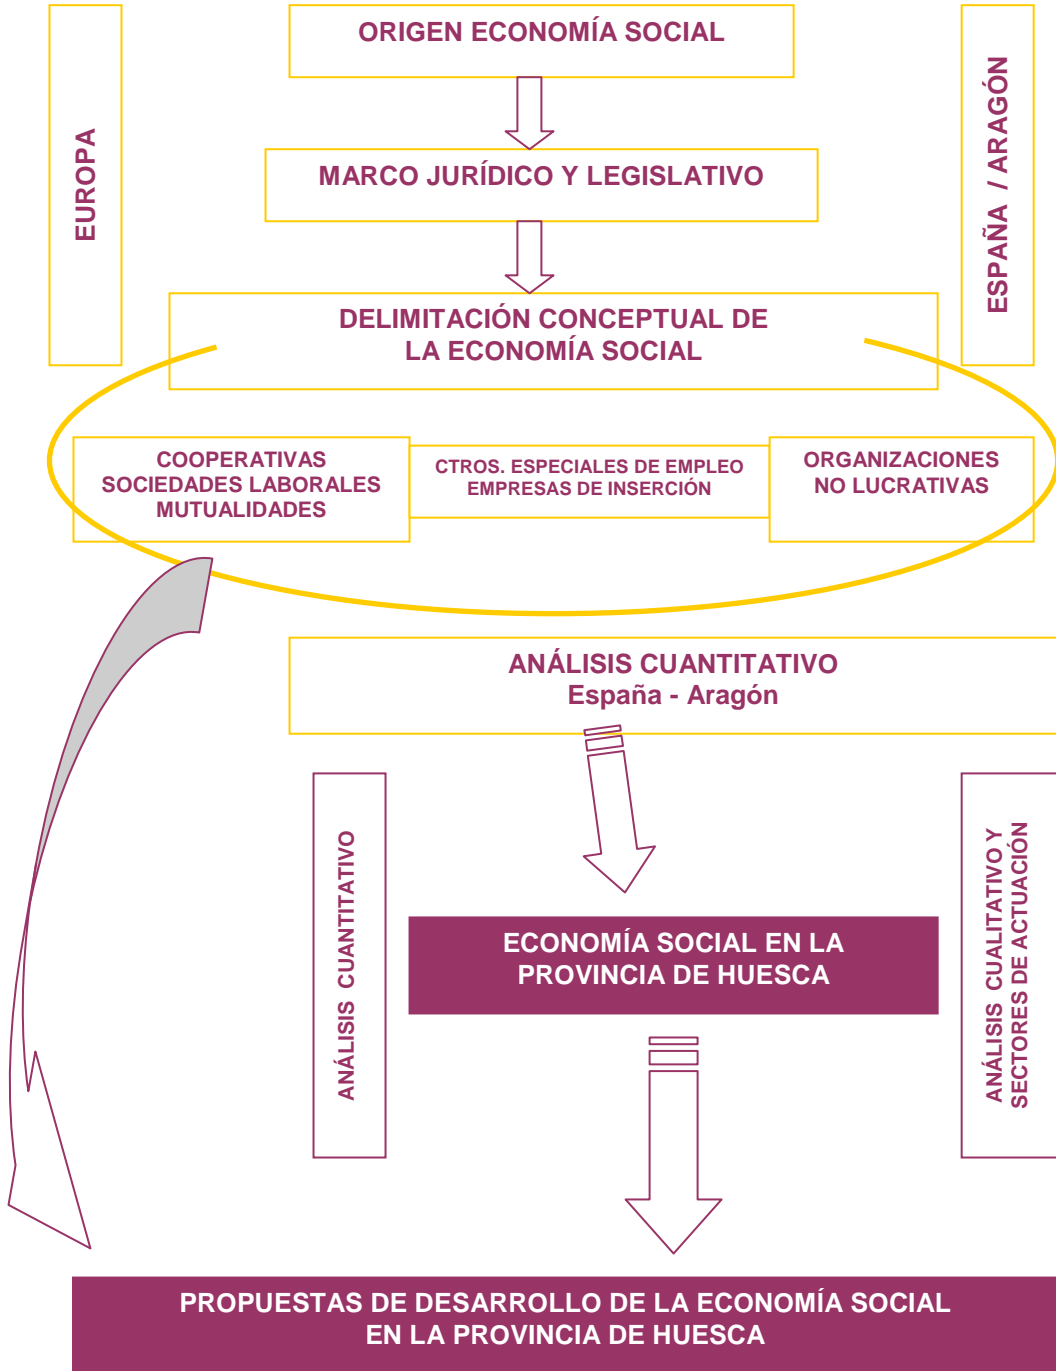 ORIGEN ECONOMÍA SOCIAL
EUROPA
ESPAÑA / ARAGÓN
MARCO JURÍDICO Y LEGISLATIVO
DELIMITACIÓN CONCEPTUAL DE
LA ECONOMÍA SOCIAL
COOPERATIVAS
SOCIEDADES LABORALES
MUTUALIDADES
CTROS. ESPECIALES DE EMPLEO
EMPRESAS DE INSERCIÓN
ORGANIZACIONES
NO LUCRATIVAS
ANÁLISIS CUANTITATIVO
España - Aragón
ANÁLISIS CUANTITATIVO
ECONOMÍA SOCIAL EN LA
PROVINCIA DE HUESCA
ANÁLISIS CUALITATIVO Y
SECTORES DE ACTUACIÓN
PROPUESTAS DE DESARROLLO DE LA ECONOMÍA SOCIAL
EN LA PROVINCIA DE HUESCA